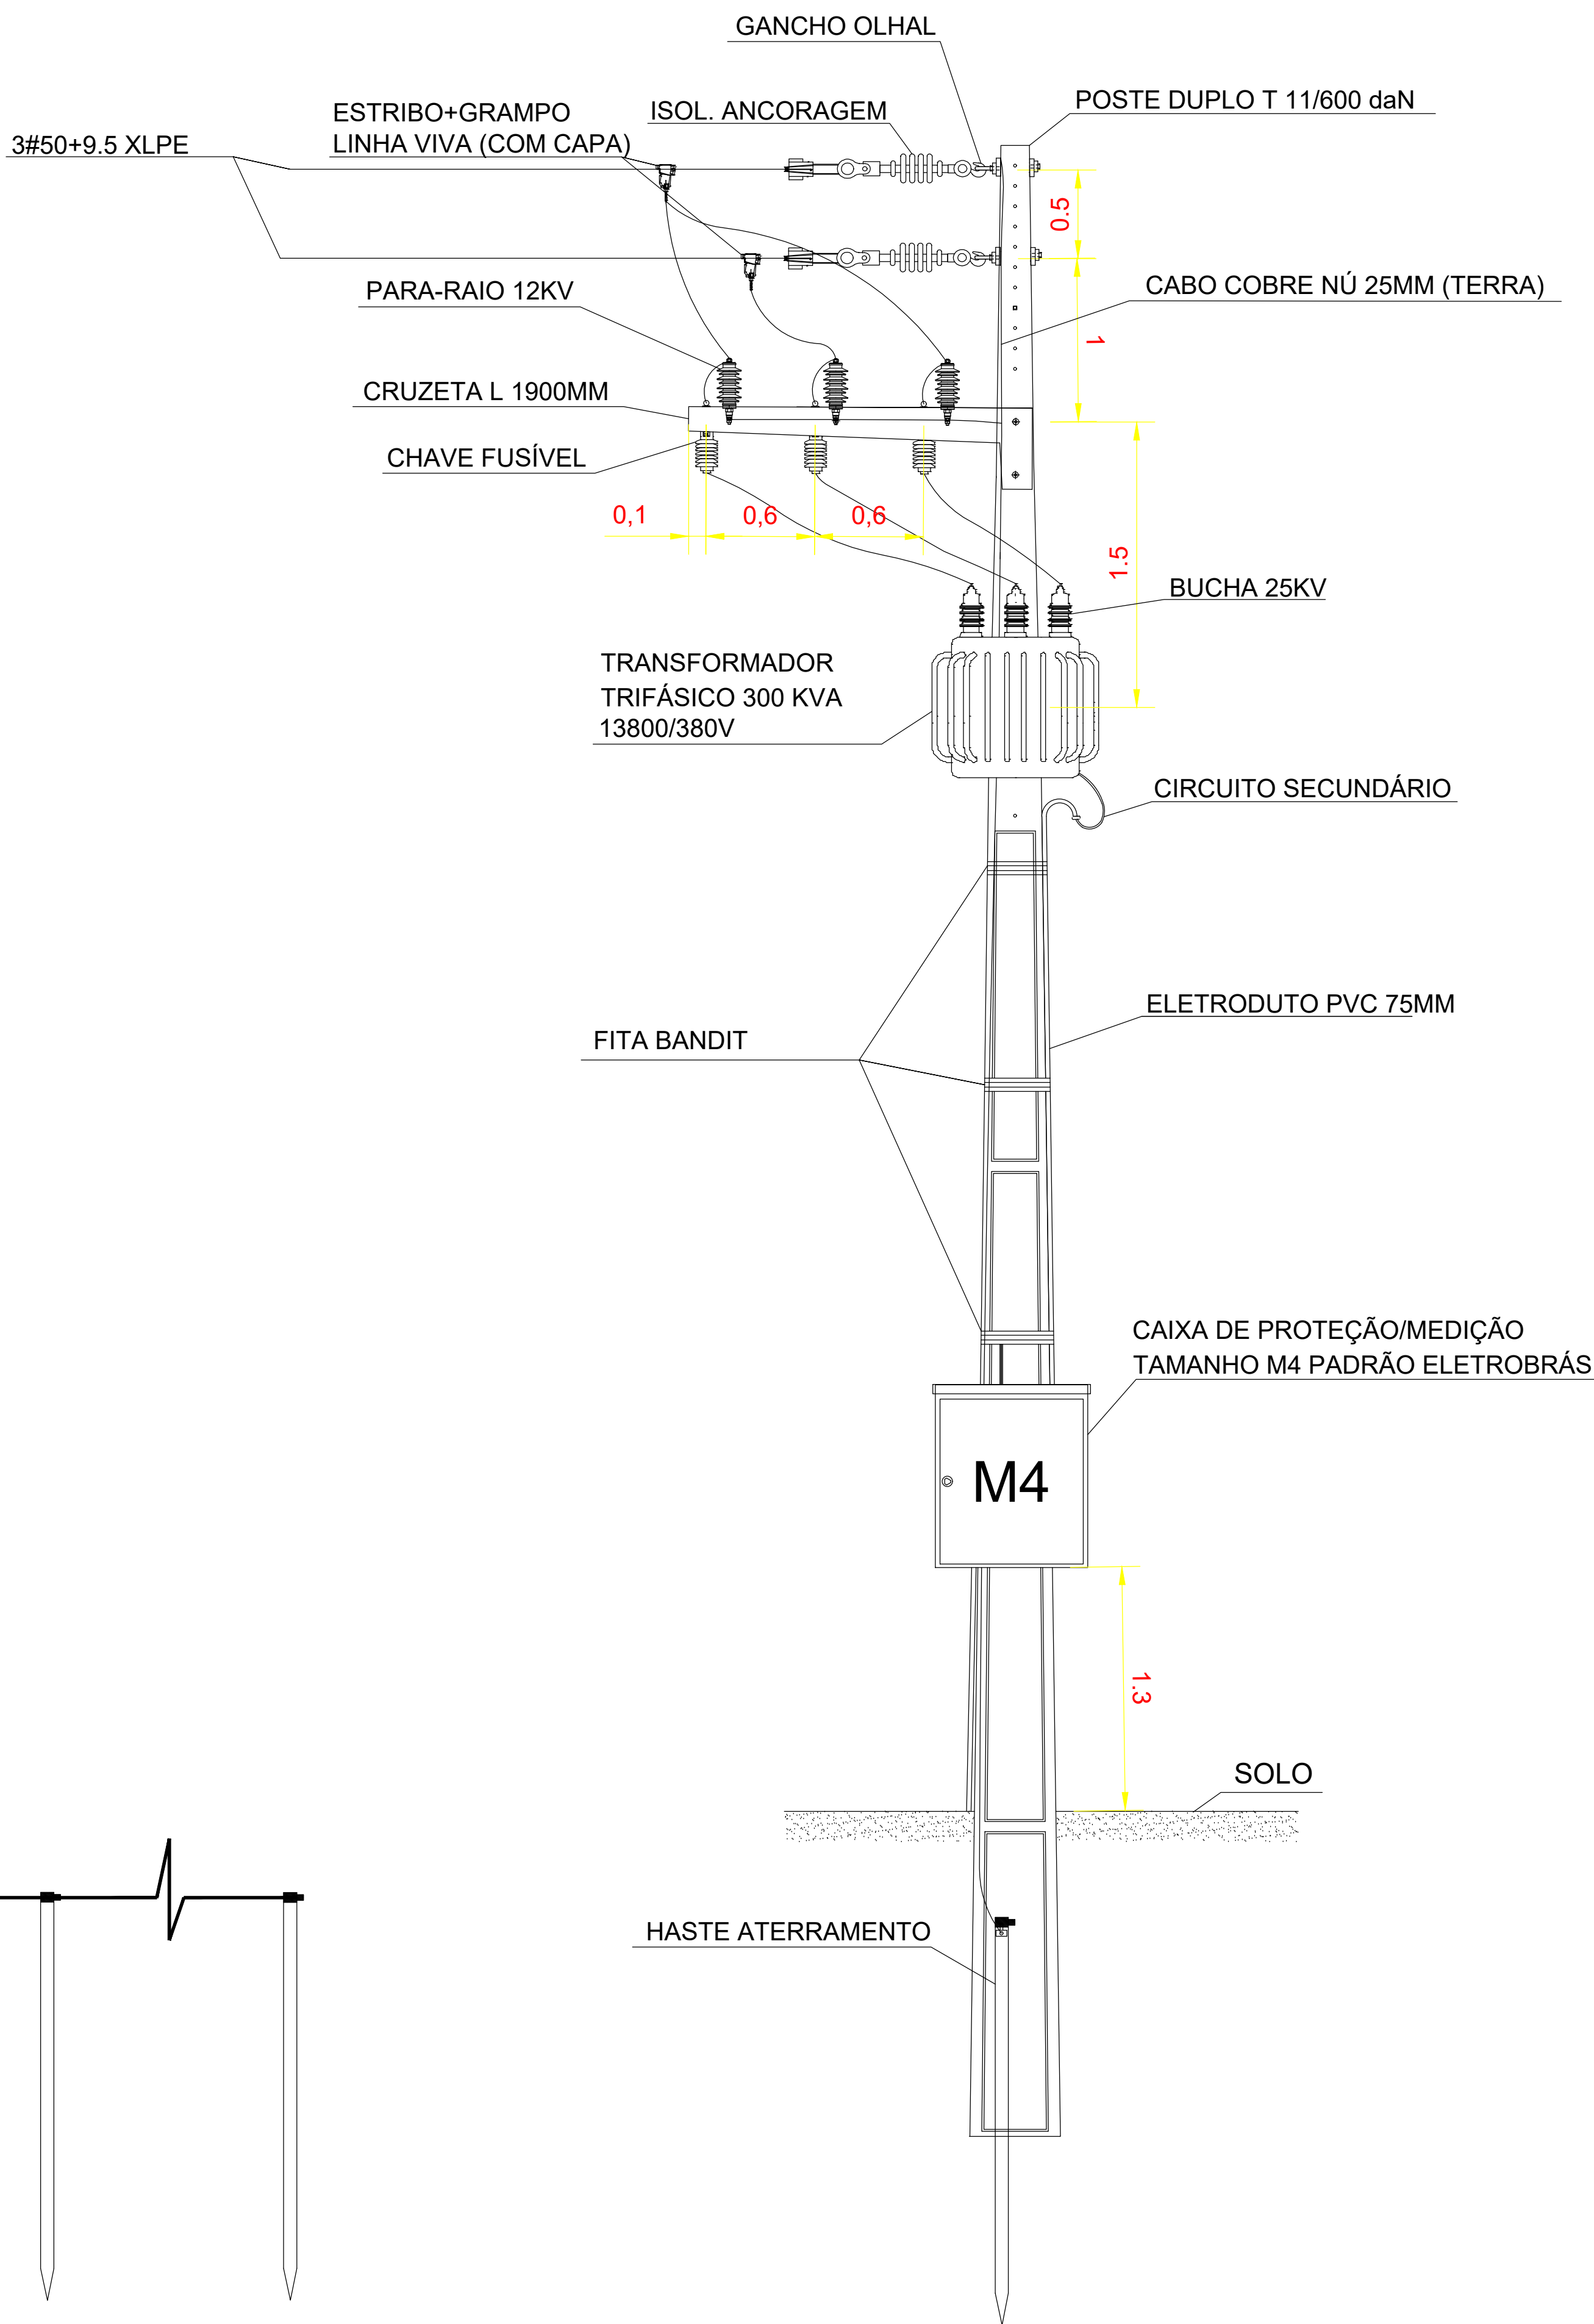 GANCHO OLHAL
POSTE DUPLO T 11/600 daN
ESTRIBO+GRAMPO
LINHA VIVA (COM CAPA)
ISOL. ANCORAGEM
3#50+9.5 XLPE
0.5
PARA-RAIO 12KV
CABO COBRE NÚ 25MM (TERRA)
1
CRUZETA L 1900MM
CHAVE FUSÍVEL
0,1
0,6
0,6
1.5
BUCHA 25KV
TRANSFORMADOR
TRIFÁSICO 300 KVA
13800/380V
CIRCUITO SECUNDÁRIO
ELETRODUTO PVC 75MM
FITA BANDIT
CAIXA DE PROTEÇÃO/MEDIÇÃO
TAMANHO M4 PADRÃO ELETROBRÁS
M4
1.3
SOLO
HASTE ATERRAMENTO